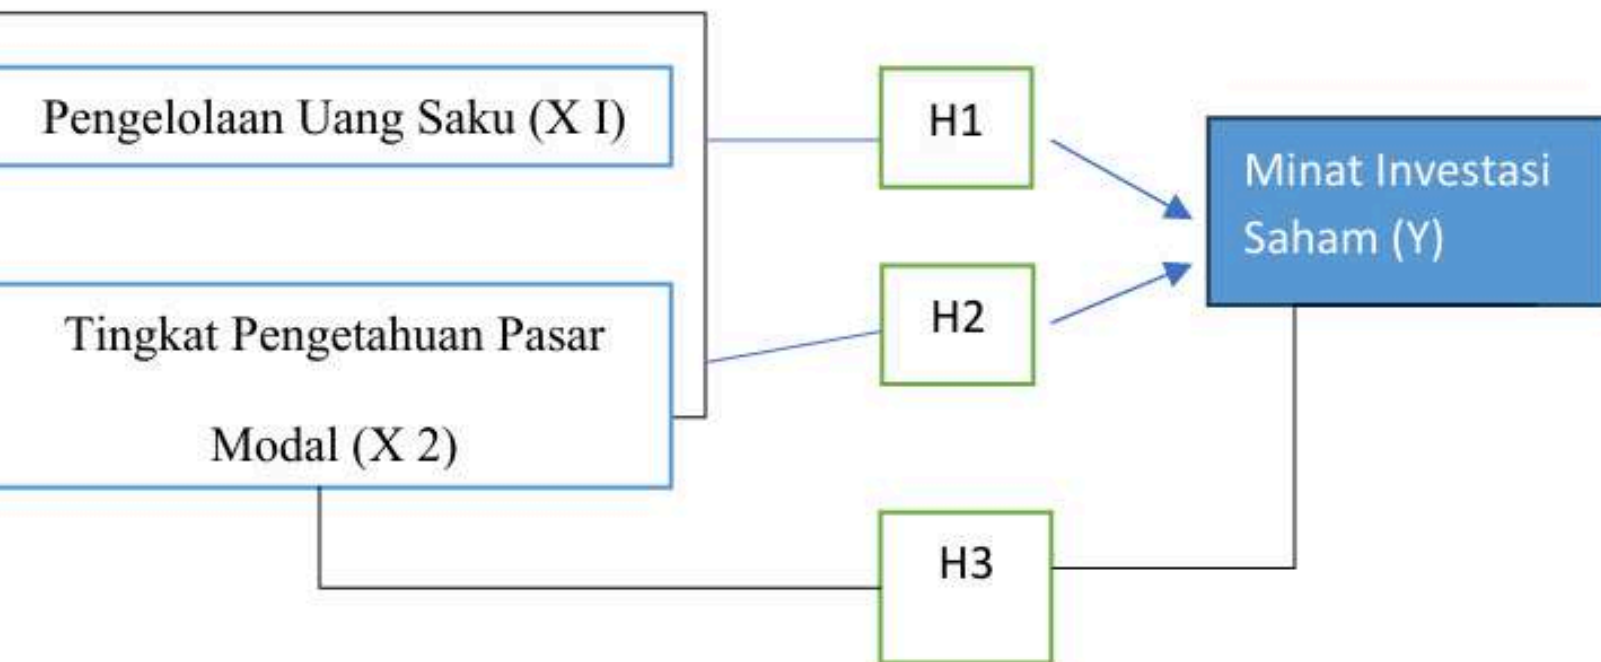 Pengelolaan Uang Saku (X I)
H1
Minat Investasi
Saham (Y)
Tingkat Pengetahuan Pasar
Modal (X 2)
H2
H3